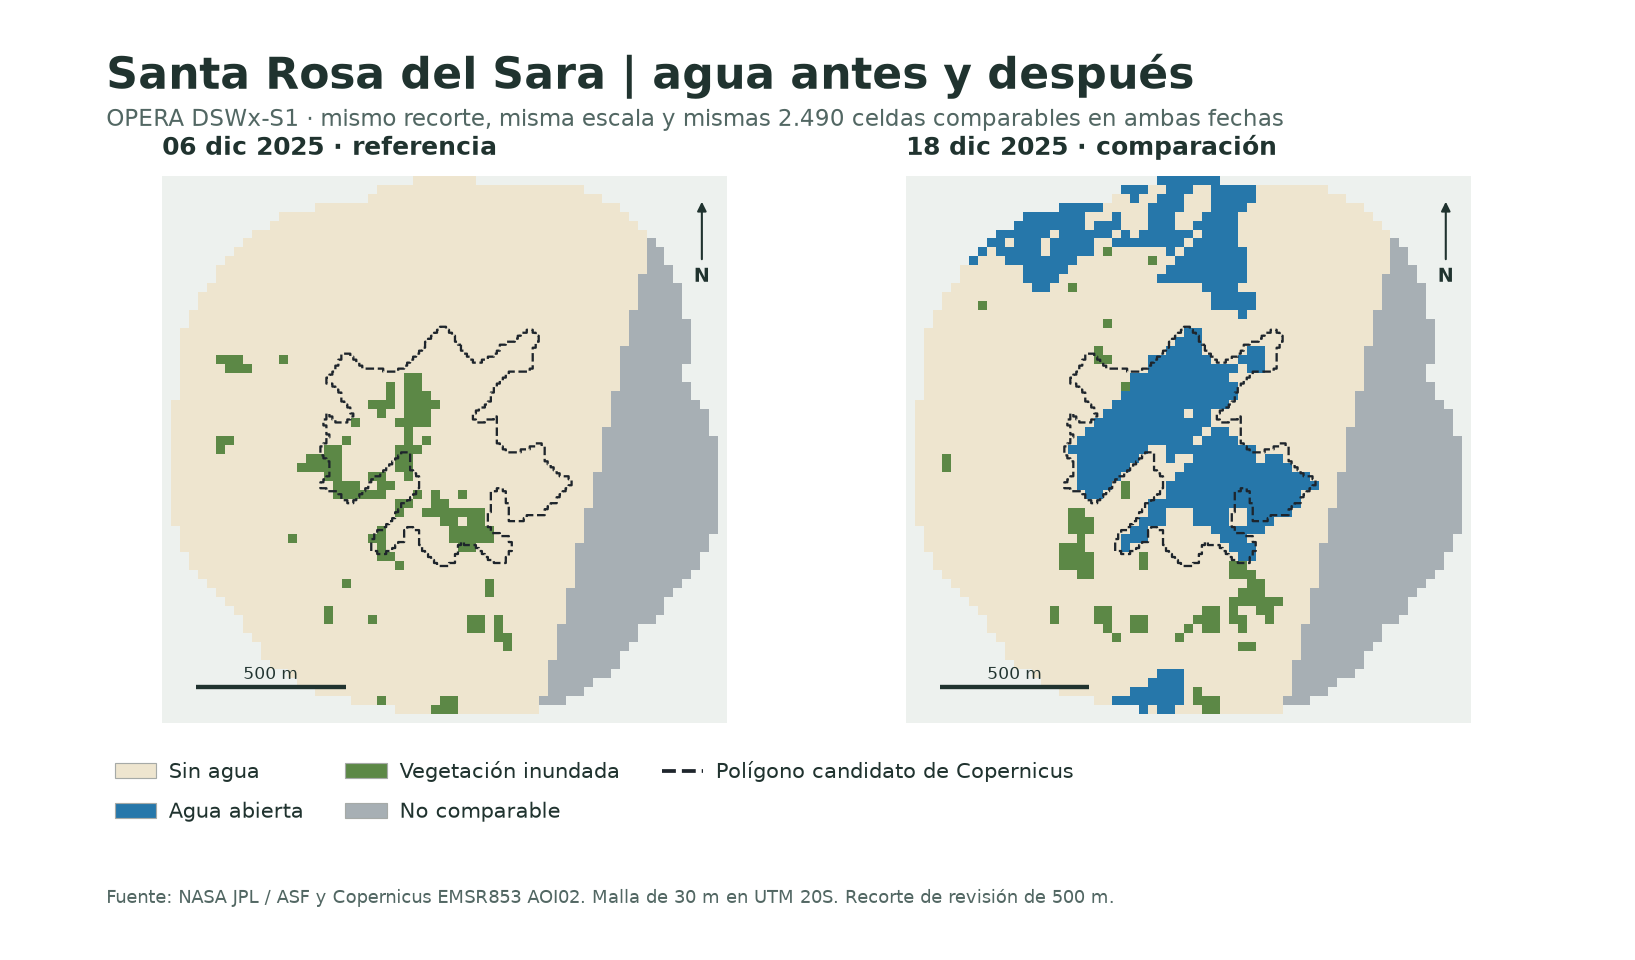 Santa Rosa del Sara | agua antes y después
OPERA DSWx-S1 · mismo recorte, misma escala y mismas 2.490 celdas comparables en ambas fechas
06 dic 2025 · referencia
18 dic 2025 · comparación
N
N
500 m
500 m
Sin agua
Vegetación inundada
Polígono candidato de Copernicus
Agua abierta
No comparable
Fuente: NASA JPL / ASF y Copernicus EMSR853 AOI02. Malla de 30 m en UTM 20S. Recorte de revisión de 500 m.